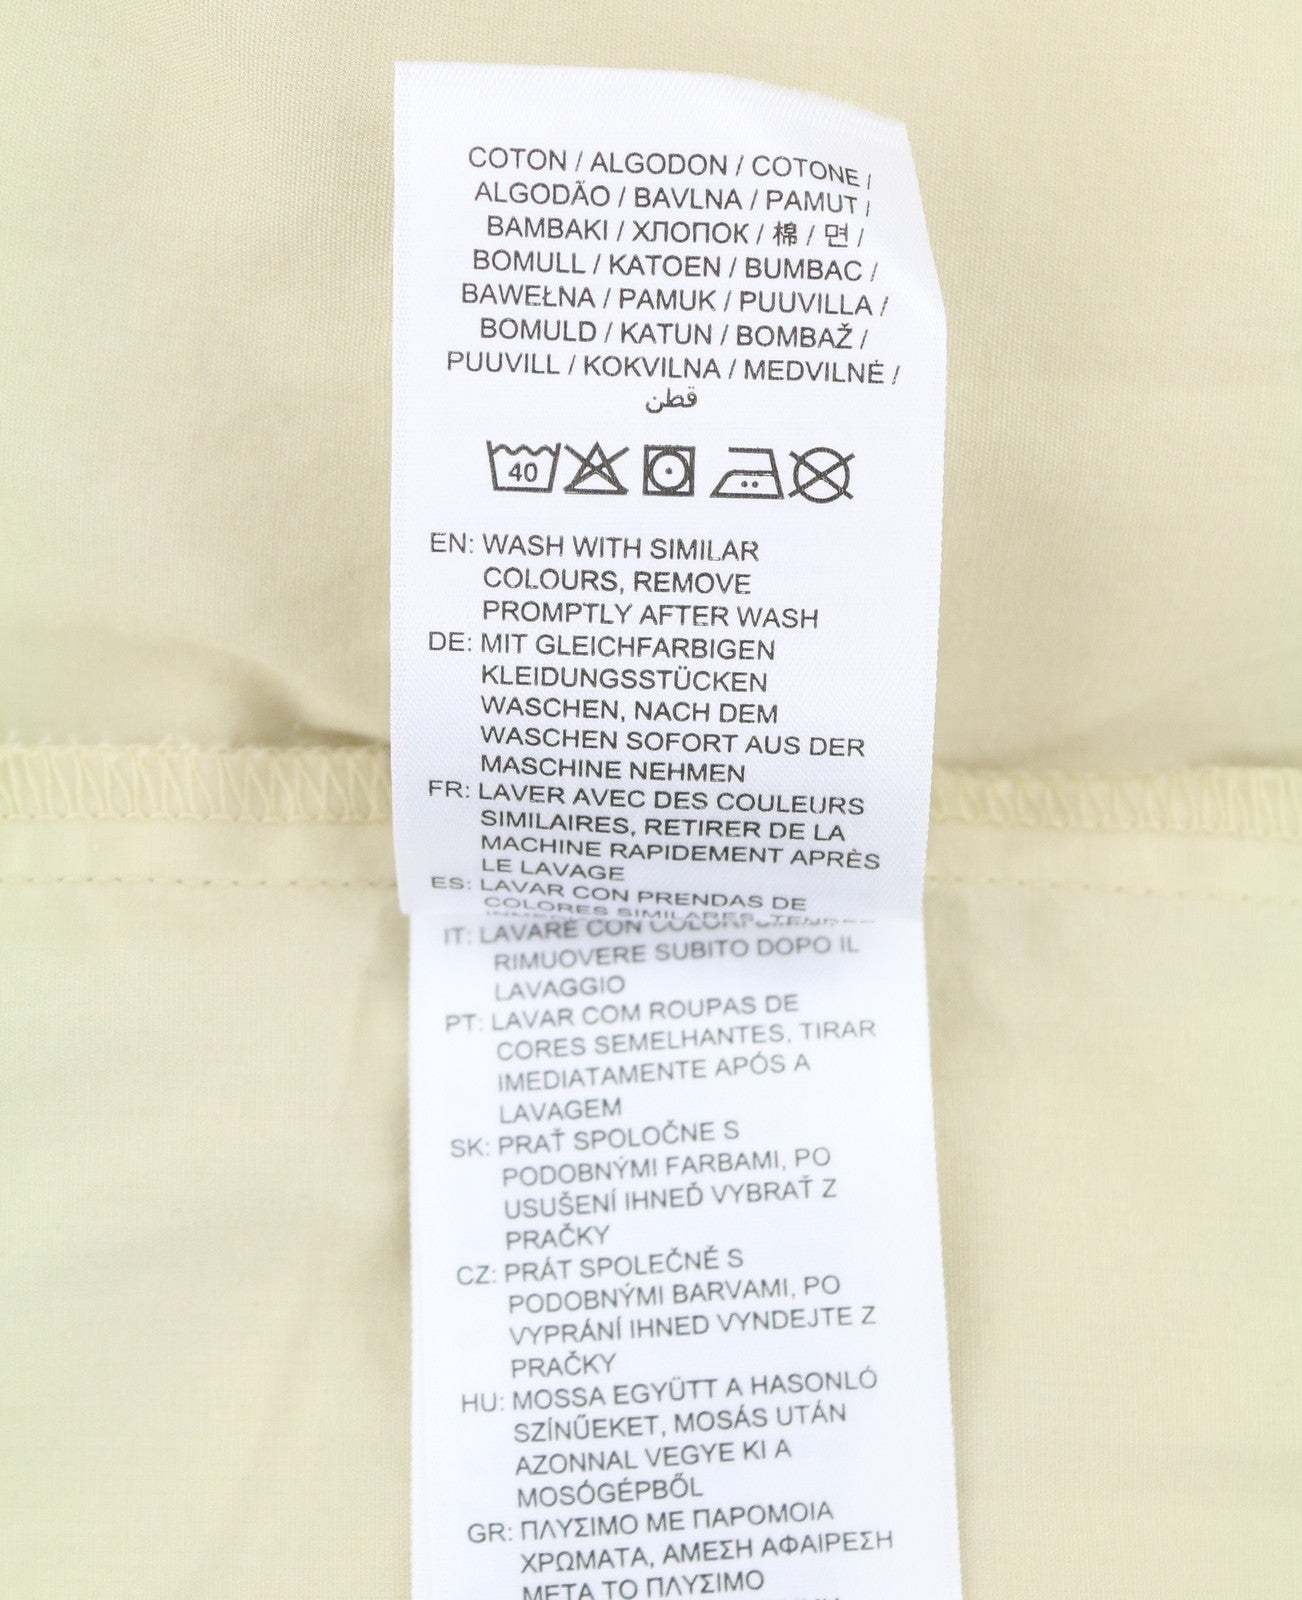 COTON / ALGODON / COTONE /
ALGODÃO / BAVLNA / PAMUT /
BAMBAKI / ХЛОПОК / 棉 / 면 /
BOMULL / KATOEN / BUMBAC /
BAWEŁNA / PAMUK / PUUVILLA /
BOMULD / KATUN / BOMBAŽ /
PUUVILL / KOKVILNA / MEDVILNĖ /
قطن
40
EN: WASH WITH SIMILAR
COLOURS, REMOVE
PROMPTLY AFTER WASH
DE: MIT GLEICHFARBIGEN
KLEIDUNGSSTÜCKEN
WASCHEN, NACH DEM
WASCHEN SOFORT AUS DER
MASCHINE NEHMEN
FR: LAVER AVEC DES COULEURS
SIMILAIRES, RETIRER DE LA
MACHINE RAPIDEMENT APRÈS
LE LAVAGE
ES: LAVAR CON PRENDAS DE
COLORES SIMILARES,
IT: LAVARE CON
RIMUOVERE SUBITO DOPO IL
LAVAGGIO
PT: LAVAR COM ROUPAS DE
CORES SEMELHANTES, TIRAR
IMEDIATAMENTE APÓS A
LAVAGEM
SK: PRAŤ SPOLOČNE S
PODOBNÝMI FARBAMI, PO
USUŠENÍ IHNEĎ VYBRAŤ Z
PRAČKY
CZ: PRÁT SPOLEČNĚ S
PODOBNÝMI BARVAMI, PO
VYPRÁNÍ IHNED VYNDEJTE Z
PRAČKY
HU: MOSSA EGYÜTT A HASONLÓ
SZÍNŰEKET, MOSÁS UTÁN
AZONNAL VEGYE KI A
MOSÓGÉPBŐL
GR: ΠΛΥΣΙΜΟ ΜΕ ΠΑΡΟΜΟΙΑ
ΧΡΩΜΑΤΑ, ΑΜΕΣΗ ΑΦΑΙΡΕΣΗ
ΜΕΤΑ ΤΟ ΠΛΥΣΙΜΟ